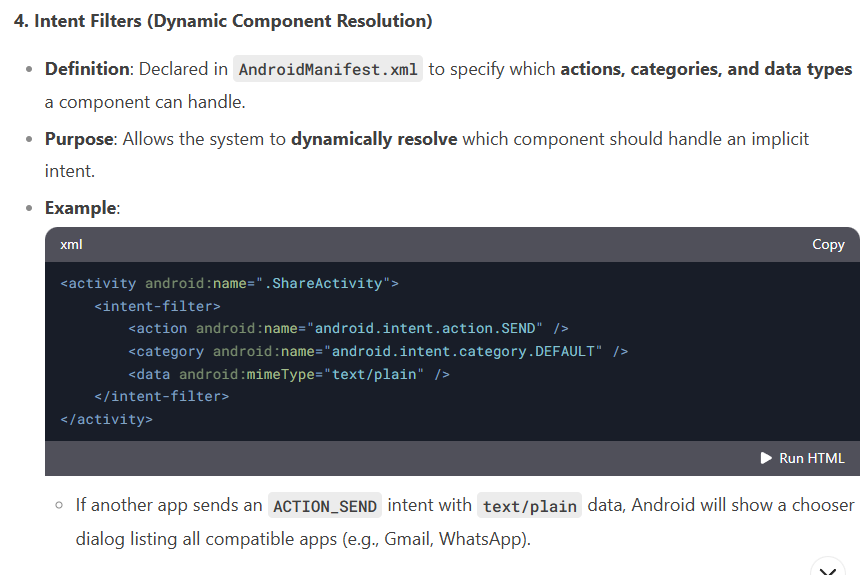 4. Intent Filters (Dynamic Component Resolution)
Definition: Declared in AndroidManifest.xml to specify which actions, categories, and data types
a component can handle.
Purpose: Allows the system to dynamically resolve which component should handle an implicit
intent.
Example:
xml Copy
<activity android:name=".ShareActivity">
    <intent-filter>
        <action android:name="android.intent.action.SEND" />
        <category android:name="android.intent.category.DEFAULT" />
        <data android:mimeType="text/plain" />
    </intent-filter>
</activity>
Run HTML
If another app sends an ACTION_SEND intent with text/plain data, Android will show a chooser
dialog listing all compatible apps (e.g., Gmail, WhatsApp).